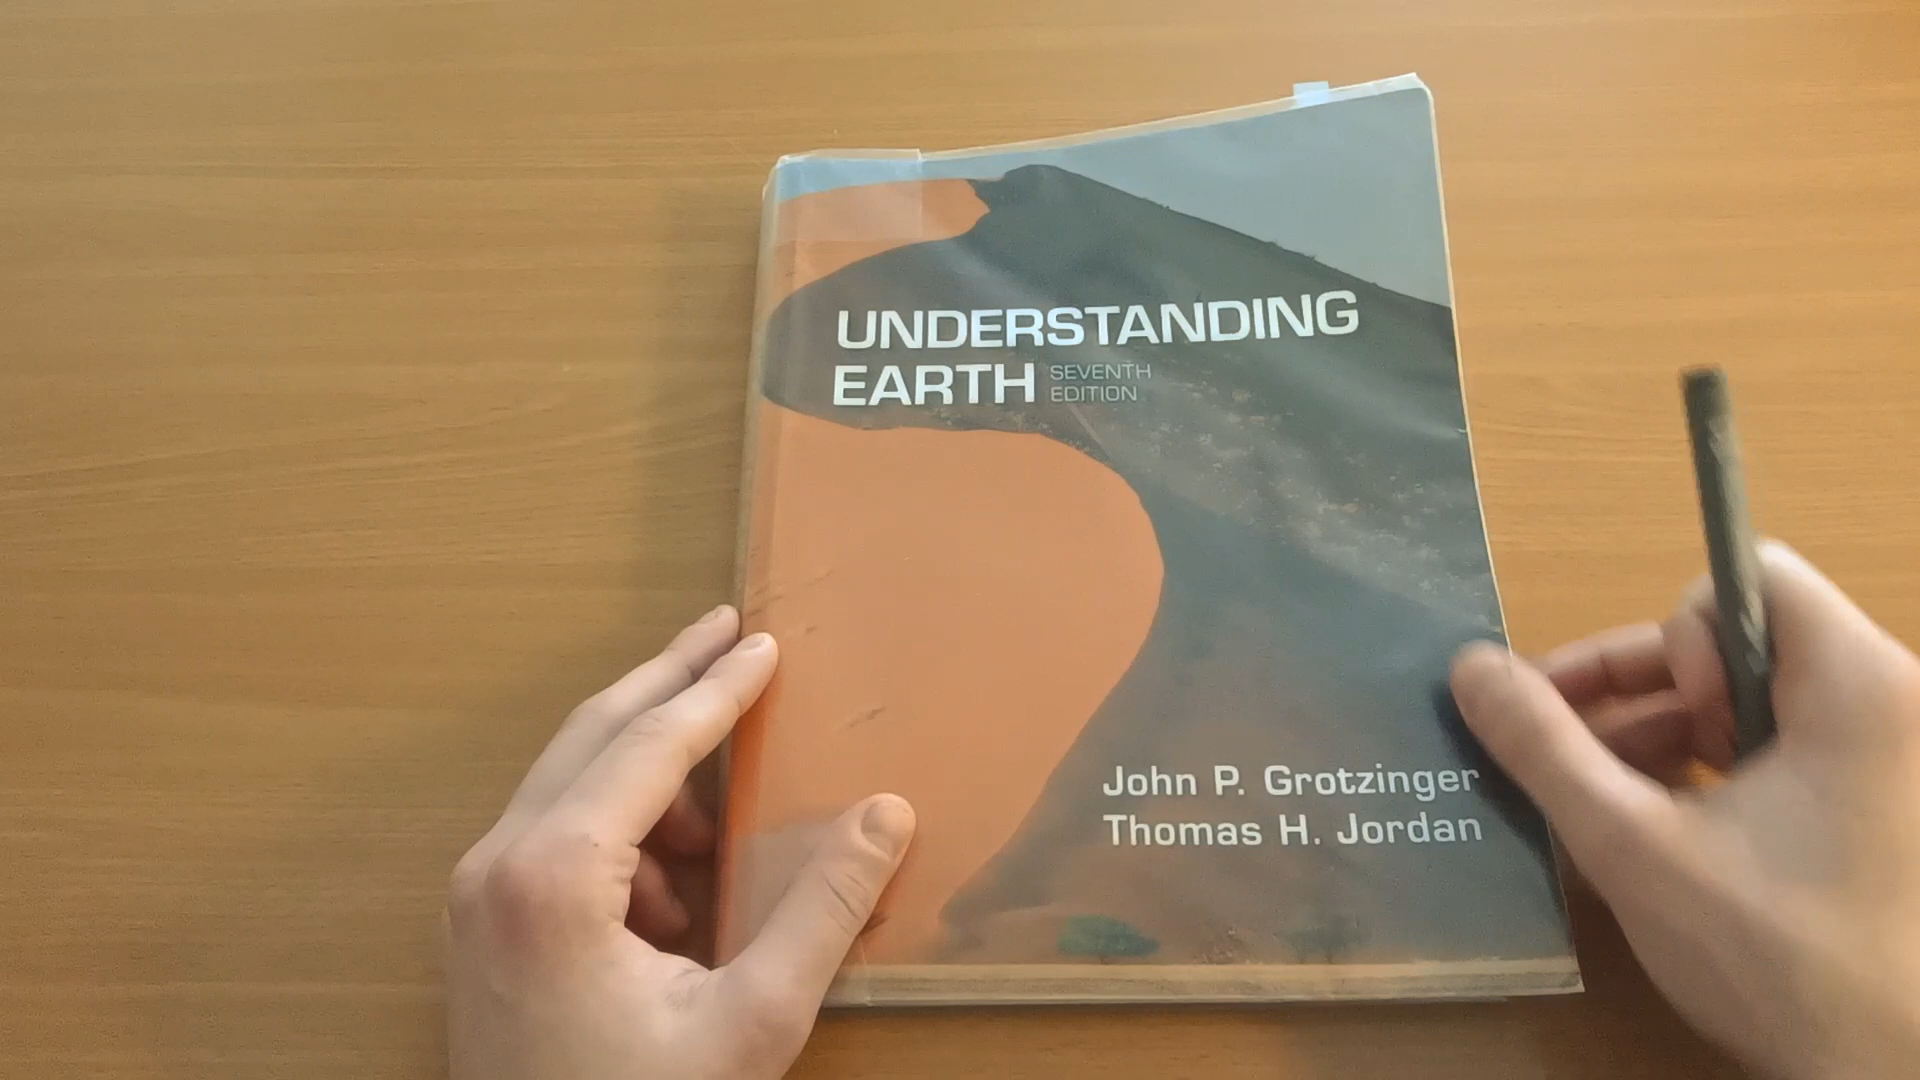 UNDERSTANDING
EARTH SEVENTH
EDITION
John P. Grotzinger
Thomas H. Jordan